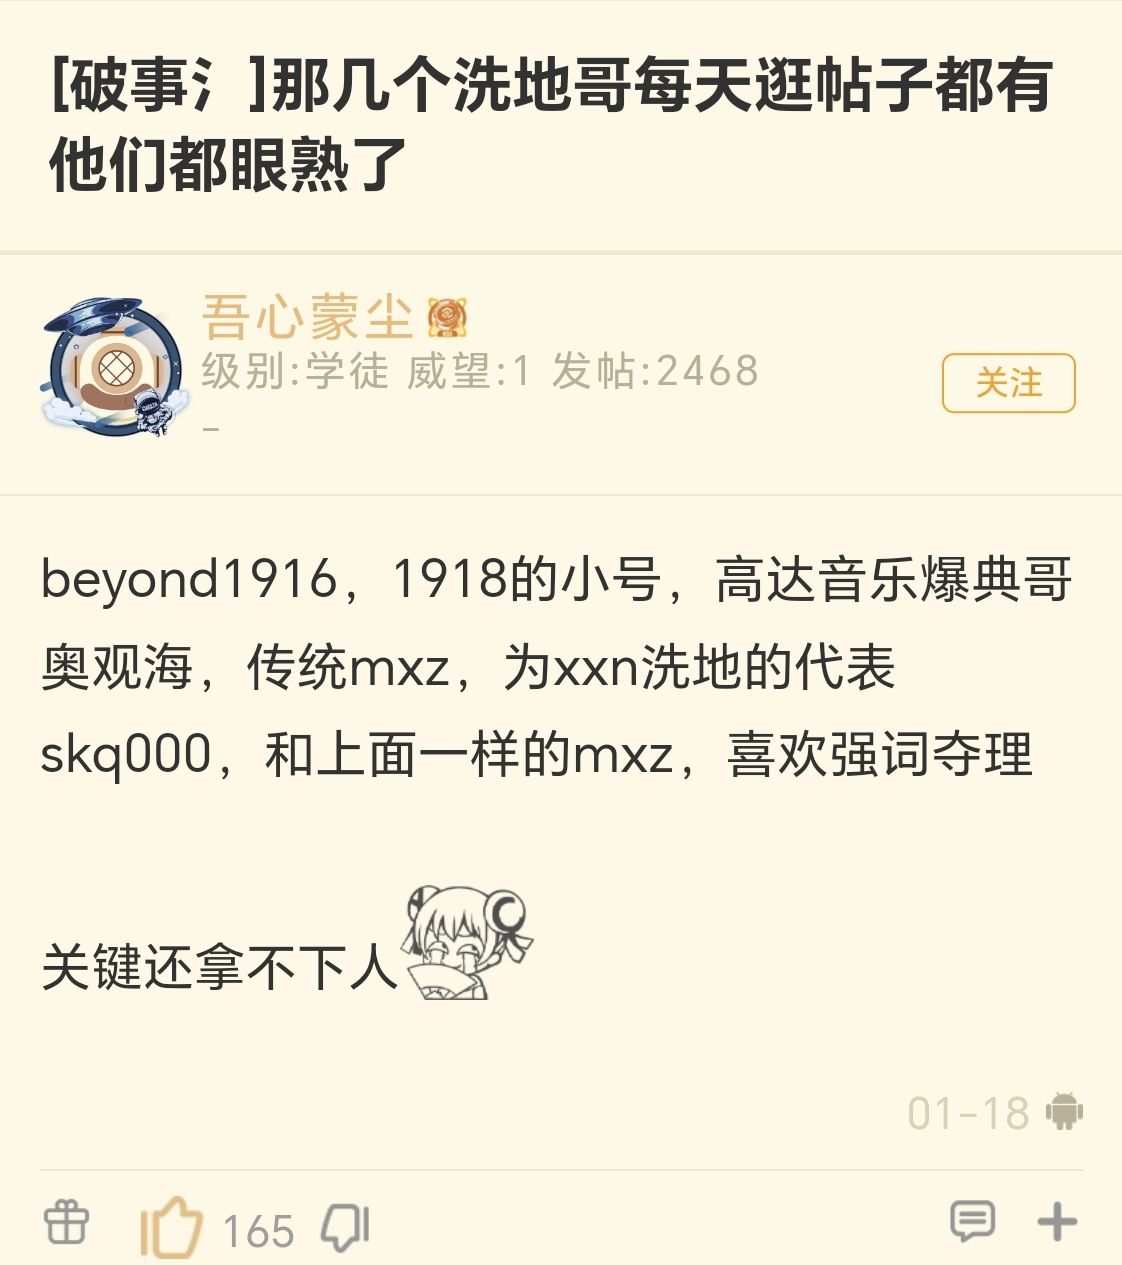 [破事氵]那几个洗地哥每天逛帖子都有
他们都眼熟了
吾心蒙尘
级别:学徒 威望:1 发帖:2468
-
关注
beyond1916，1918的小号，高达音乐爆典哥
奥观海，传统mxz，为xxn洗地的代表
skq000，和上面一样的mxz，喜欢强词夺理
关键还拿不下人
01-18
165